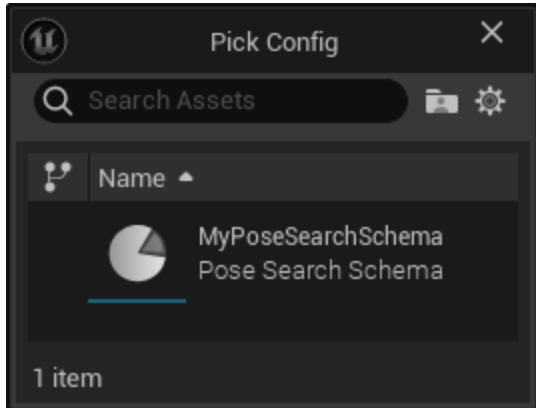 Pick Config
Search Assets
Name
MyPoseSearchSchema
Pose Search Schema
1 item